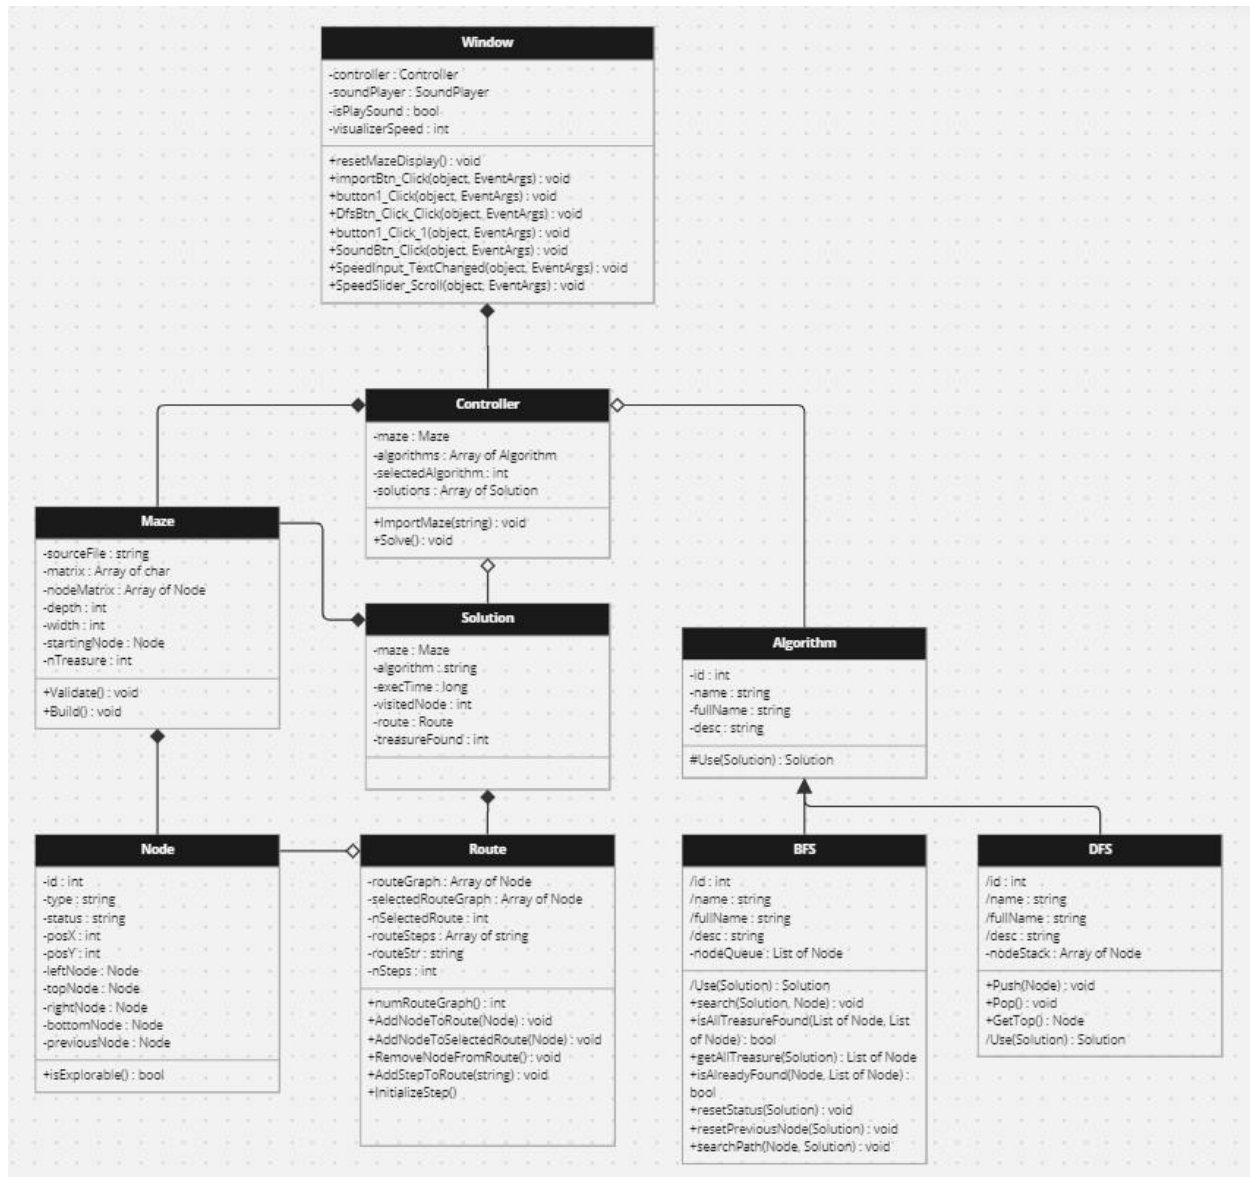 Window
-controller : Controller
-soundPlayer : SoundPlayer
-isPlaySound : bool
-visualizerSpeed : int
+resetMazeDisplay() : void
+importBtn_Click(object, EventArgs) : void
+button1_Click(object, EventArgs) : void
+DfsBtn_Click_Click(object, EventArgs) : void
+button1_Click_1(object, EventArgs) : void
+SoundBtn_Click(object, EventArgs) : void
+SpeedInput_TextChanged(object, EventArgs) : void
+SpeedSlider_Scroll(object, EventArgs) : void
Controller
-maze : Maze
-algorithms : Array of Algorithm
-selectedAlgorithm : int
-solutions : Array of Solution
+ImportMaze(string) : void
+Solve() : void
Maze
-sourceFile : string
-matrix : Array of char
-nodeMatrix : Array of Node
-depth : int
-width : int
-startingNode : Node
-nTreasure : int
+Validate() : void
+Build() : void
Solution
-maze : Maze
-algorithm : string
-execTime : long
-visitedNode : int
-route : Route
-treasureFound : int
Algorithm
-id : int
-name : string
-fullName : string
-desc : string
#Use(Solution) : Solution
Node
-id : int
-type : string
-status : string
-posX : int
-posY : int
-leftNode : Node
-topNode : Node
-rightNode : Node
-bottomNode : Node
-previousNode : Node
+isExplorable() : bool
Route
-routeGraph : Array of Node
-selectedRouteGraph : Array of Node
-nSelectedRoute : int
-routeSteps : Array of string
-routeStr : string
-nSteps : int
+numRouteGraph() : int
+AddNodeToRoute(Node) : void
+AddNodeToSelectedRoute(Node) : void
+RemoveNodeFromRoute() : void
+AddStepToRoute(string) : void
+InitializeStep()
BFS
/id : int
/name : string
/fullName : string
/desc : string
-nodeQueue : List of Node
/Use(Solution) : Solution
+search(Solution, Node) : void
+isAllTreasureFound(List of Node, List
of Node) : bool
+getAllTreasure(Solution) : List of Node
+isAlreadyFound(Node, List of Node) :
bool
+resetStatus(Solution) : void
+resetPreviousNode(Solution) : void
+searchPath(Node, Solution) : void
DFS
/id : int
/name : string
/fullName : string
/desc : string
-nodeStack : Array of Node
+Push(Node) : void
+Pop() : void
+GetTop() : Node
/Use(Solution) : Solution